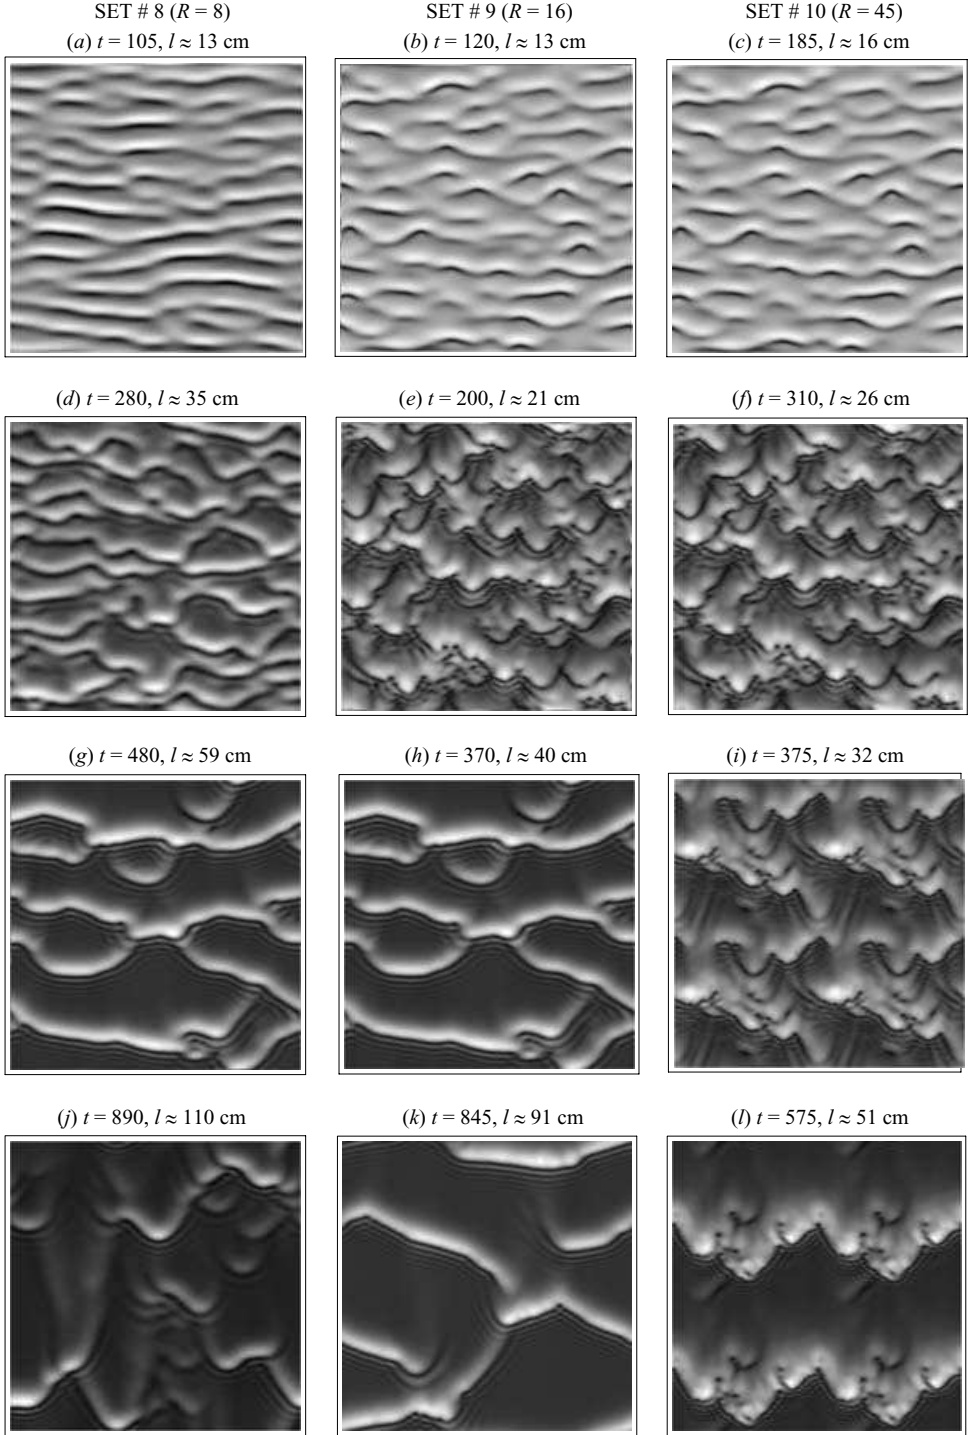 SET # 8 (R = 8) SET # 9 (R = 16) SET # 10 (R = 45)
(a) t = 105, l ≈ 13 cm (b) t = 120, l ≈ 13 cm (c) t = 185, l ≈ 16 cm
(d) t = 280, l ≈ 35 cm (e) t = 200, l ≈ 21 cm (f) t = 310, l ≈ 26 cm
(g) t = 480, l ≈ 59 cm (h) t = 370, l ≈ 40 cm (i) t = 375, l ≈ 32 cm
(j) t = 890, l ≈ 110 cm (k) t = 845, l ≈ 91 cm (l) t = 575, l ≈ 51 cm